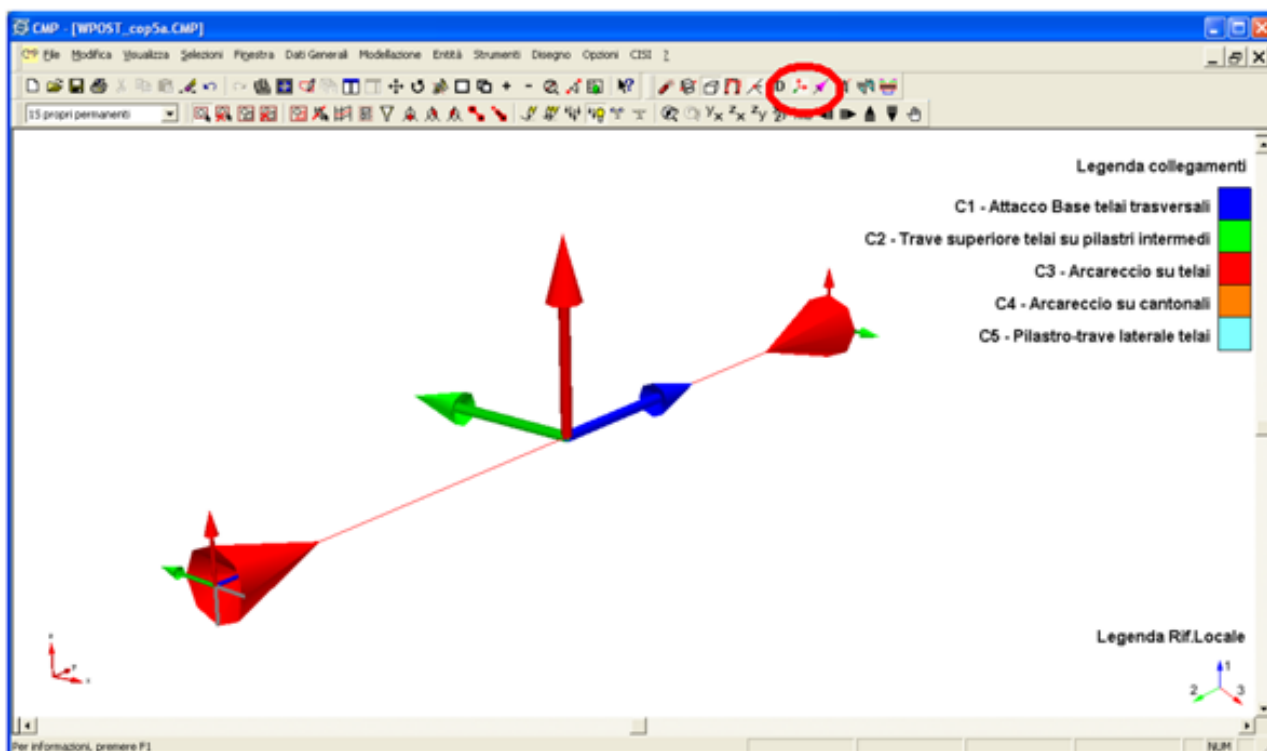 CMP - [WPOST_cop5a.CMP]
File Modifica Visualizza Selezioni Finestra Dati Generali Modellazione Entità Strumenti Disegno Opzioni CISI ?
D
15 propri permanenti
Yx Zx Zy
Legenda collegamenti
C1 - Attacco Base telai trasversali
C2 - Trave superiore telai su pilastri intermedi
C3 - Arcareccio su telai
C4 - Arcareccio su cantonali
C5 - Pilastro-trave laterale telai
Legenda Rif.Locale
1
2 3
Per informazioni, premere F1
NUM